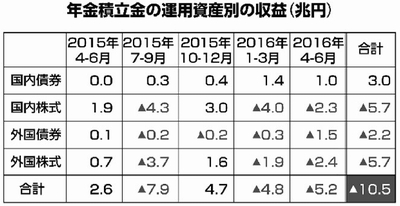 年金積立金の運用資産別の収益(兆円)
2015年 4-6月 2015年 7-9月 2015年 10-12月 2016年 1-3月 2016年 4-6月 合計
国内債券 0.0 0.3 0.4 1.4 1.0 3.0
国内株式 1.9 ▲4.3 3.0 ▲4.0 ▲2.3 ▲5.7
外国債券 0.1 ▲0.2 ▲0.2 ▲0.3 ▲1.5 ▲2.2
外国株式 0.7 ▲3.7 1.6 ▲1.9 ▲2.4 ▲5.7
合計 2.6 ▲7.9 4.7 ▲4.8 ▲5.2 ▲10.5